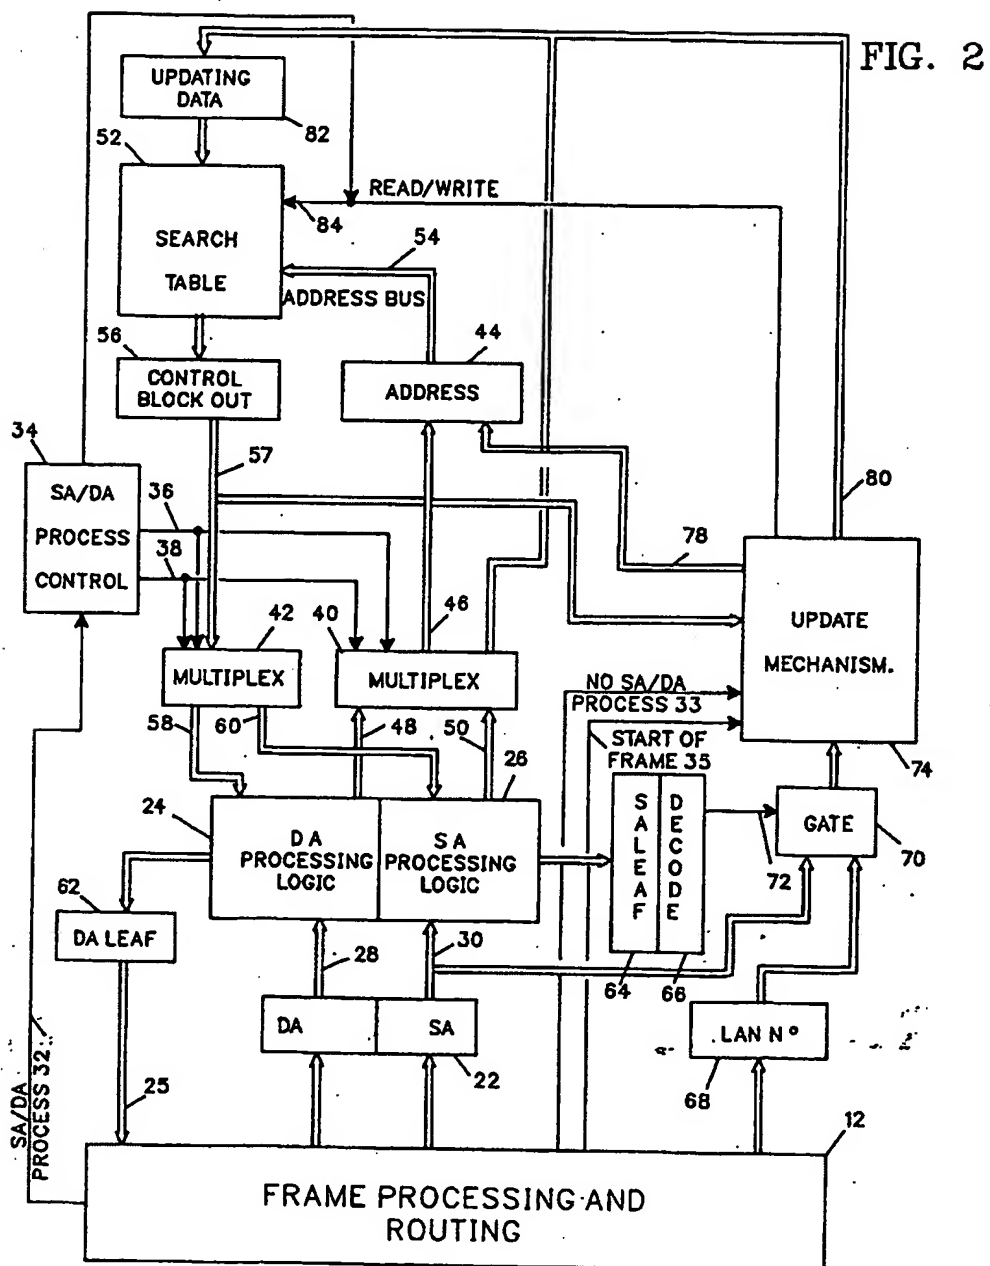 FIG. 2
UPDATING
DATA
82
52
READ/WRITE
84
SEARCH
TABLE
54
ADDRESS BUS
56
CONTROL
BLOCK OUT
44
ADDRESS
34
SA/DA
PROCESS
CONTROL
36
38
57
80
78
UPDATE
MECHANISM.
74
42
MULTIPLEX
40
46
MULTIPLEX
NO SA/DA
PROCESS 33
START OF
FRAME 35
58
60
48
50
26
24
DA
PROCESSING
LOGIC
SA
PROCESSING
LOGIC
SALEAF
DECODE
64
66
72
GATE
70
62
DA LEAF
28
30
DA
SA
22
LAN Nº
68
25
SA/DA
PROCESS 32
12
FRAME PROCESSING AND
ROUTING